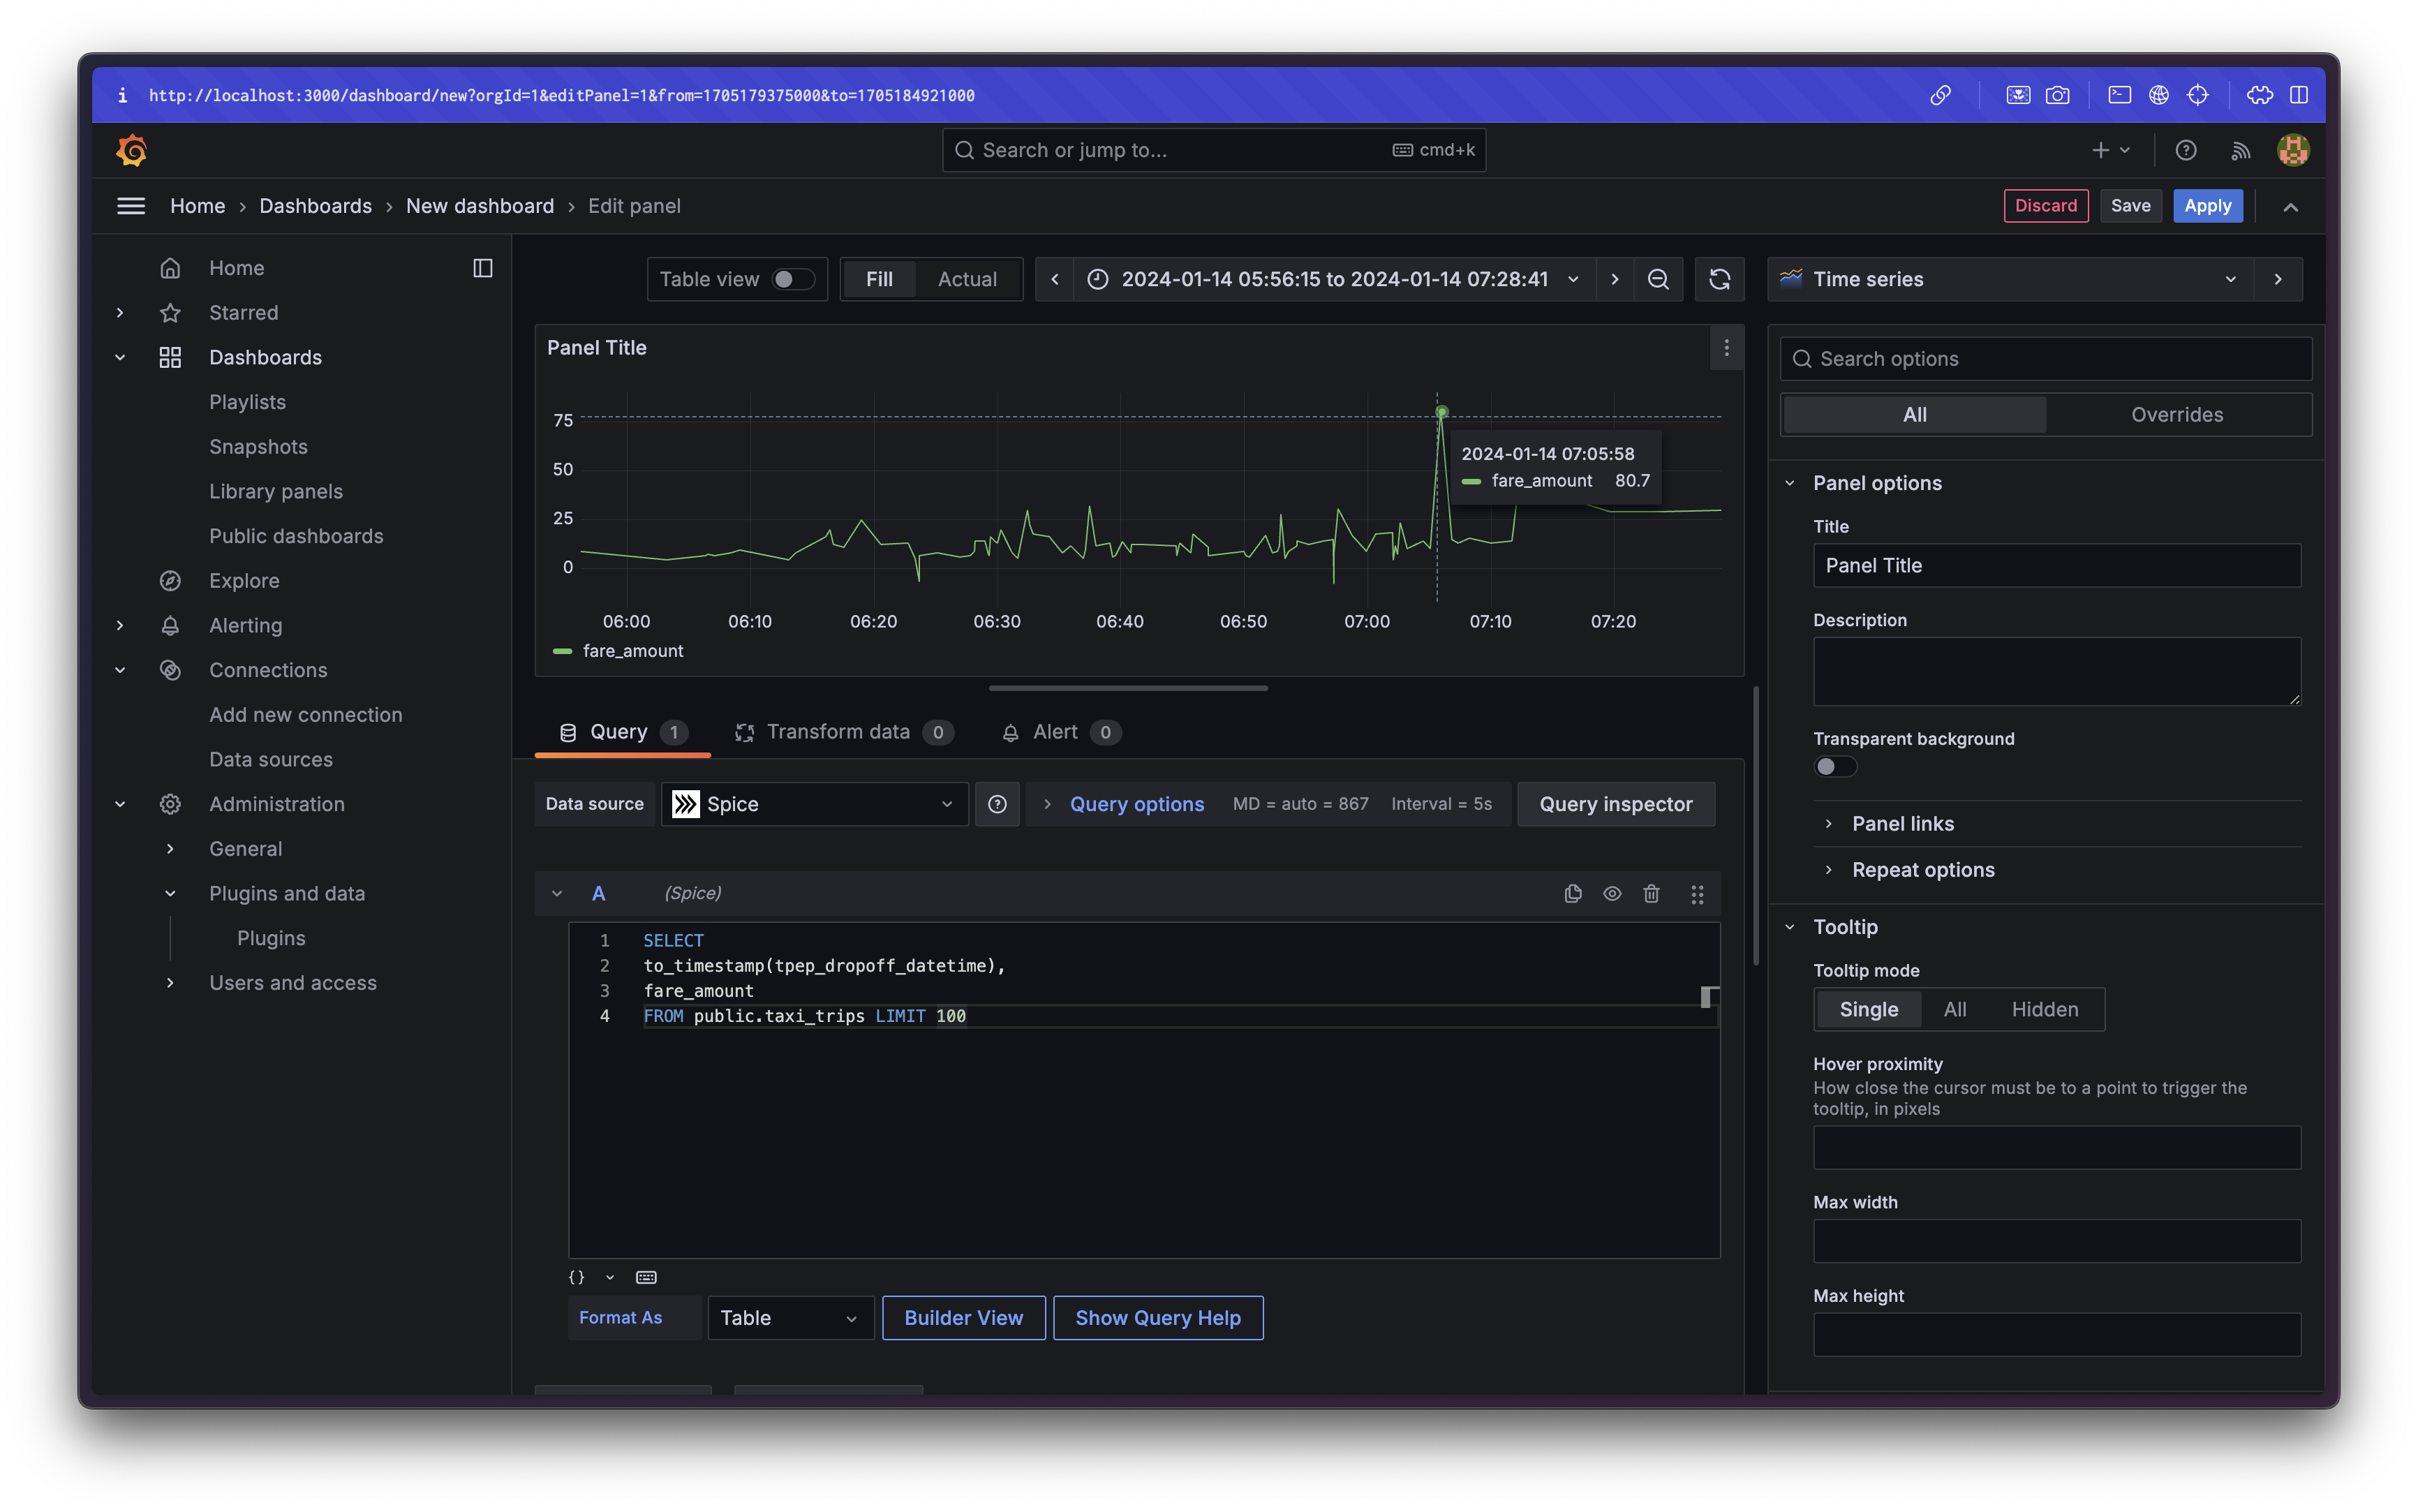 http://localhost:3000/dashboard/new?orgId=1&editPanel=1&from=1705179375000&to=1705184921000
Search or jump to...
cmd+k
Home › Dashboards › New dashboard › Edit panel
Discard
Save
Apply
Home
Starred
Dashboards
Playlists
Snapshots
Library panels
Public dashboards
Explore
Alerting
Connections
Add new connection
Data sources
Administration
General
Plugins and data
Plugins
Users and access
Table view
Fill
Actual
2024-01-14 05:56:15 to 2024-01-14 07:28:41
Time series
Panel Title
75
50
25
0
2024-01-14 07:05:58
fare_amount 80.7
06:00 06:10 06:20 06:30 06:40 06:50 07:00 07:10 07:20
fare_amount
Query 1
Transform data 0
Alert 0
Data source
Spice
Query options
MD = auto = 867
Interval = 5s
Query inspector
A
(Spice)
1 SELECT
2 to_timestamp(tpep_dropoff_datetime),
3 fare_amount
4 FROM public.taxi_trips LIMIT 100
{}
Format As
Table
Builder View
Show Query Help
Search options
All
Overrides
Panel options
Title
Panel Title
Description
Transparent background
Panel links
Repeat options
Tooltip
Tooltip mode
Single
All
Hidden
Hover proximity
How close the cursor must be to a point to trigger the
tooltip, in pixels
Max width
Max height